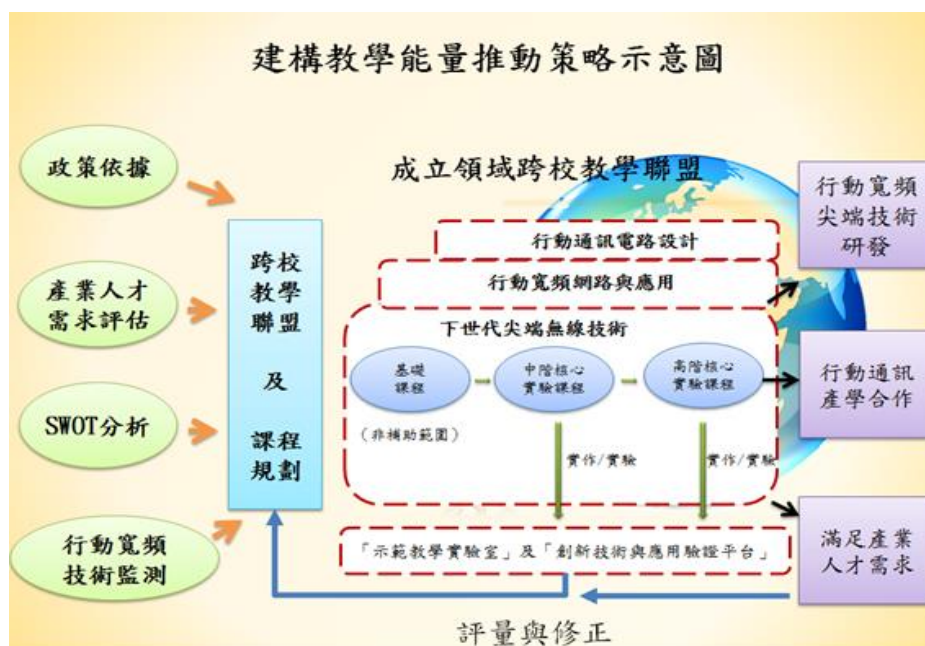 建構教學能量推動策略示意圖
政策依據
產業人才
需求評估
SWOT分析
行動寬頻
技術監測
跨校
教學
聯盟
及
課程
規劃
成立領域跨校教學聯盟
行動通訊電路設計
行動寬頻網路與應用
下世代尖端無線技術
基礎
課程
中階核心
實驗課程
高階核心
實驗課程
（非補助範圍）
實作/實驗
實作/實驗
「示範教學實驗室」及「創新技術與應用驗證平台」
行動寬頻
尖端技術
研發
行動通訊
產學合作
滿足產業
人才需求
評量與修正